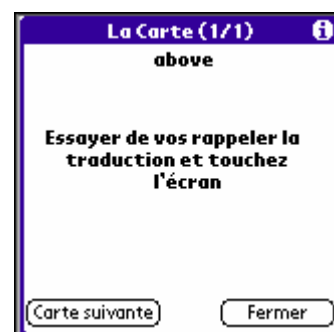 La Carte (1/1)
above
Essayer de vos rappeler la
traduction et touchez
l'écran
Carte suivante
Fermer